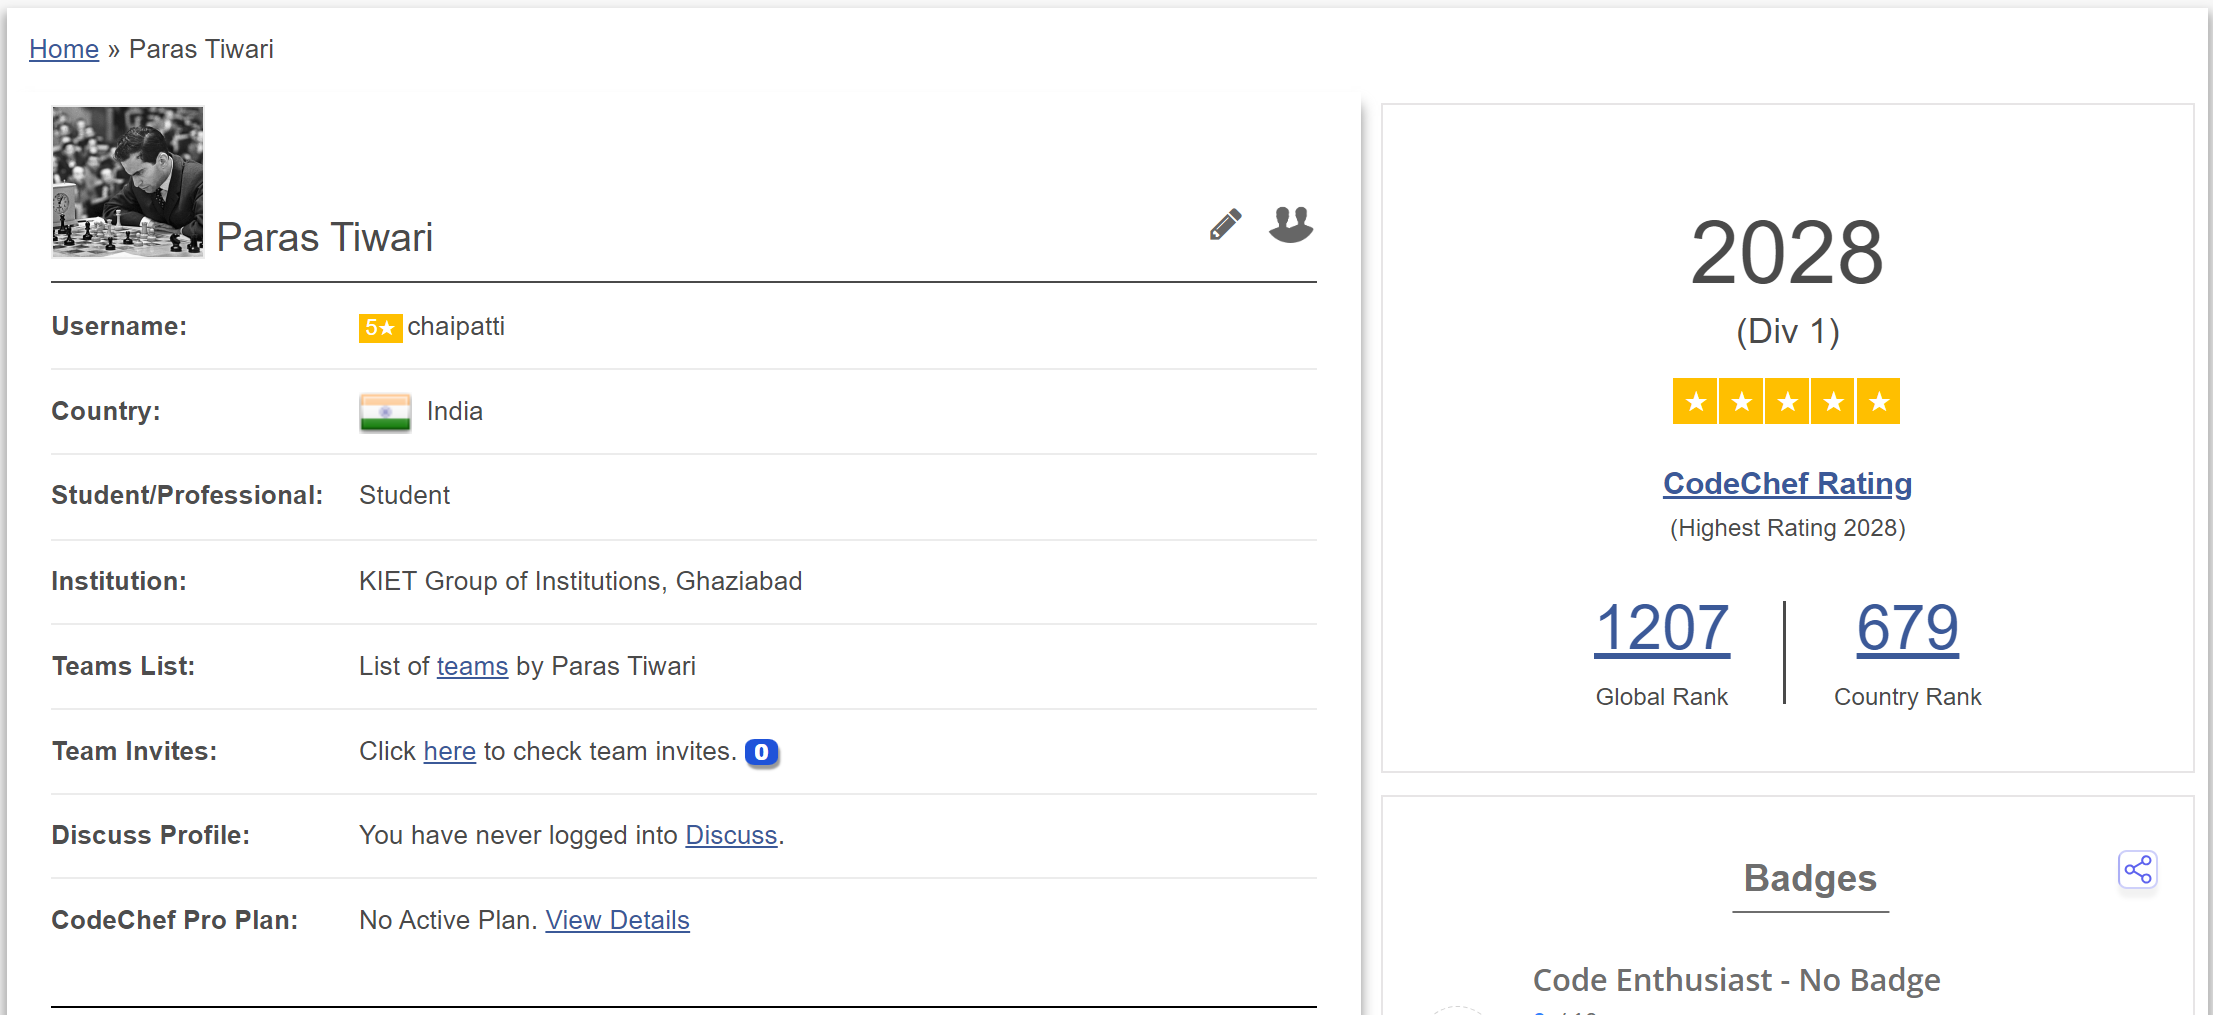 Home » Paras Tiwari
Paras Tiwari
Username: 5★ chaipatti
Country: India
Student/Professional: Student
Institution: KIET Group of Institutions, Ghaziabad
Teams List: List of teams by Paras Tiwari
Team Invites: Click here to check team invites. 0
Discuss Profile: You have never logged into Discuss.
CodeChef Pro Plan: No Active Plan. View Details
2028
(Div 1)
★ ★ ★ ★ ★
CodeChef Rating
(Highest Rating 2028)
1207 679
Global Rank Country Rank
Badges
Code Enthusiast - No Badge